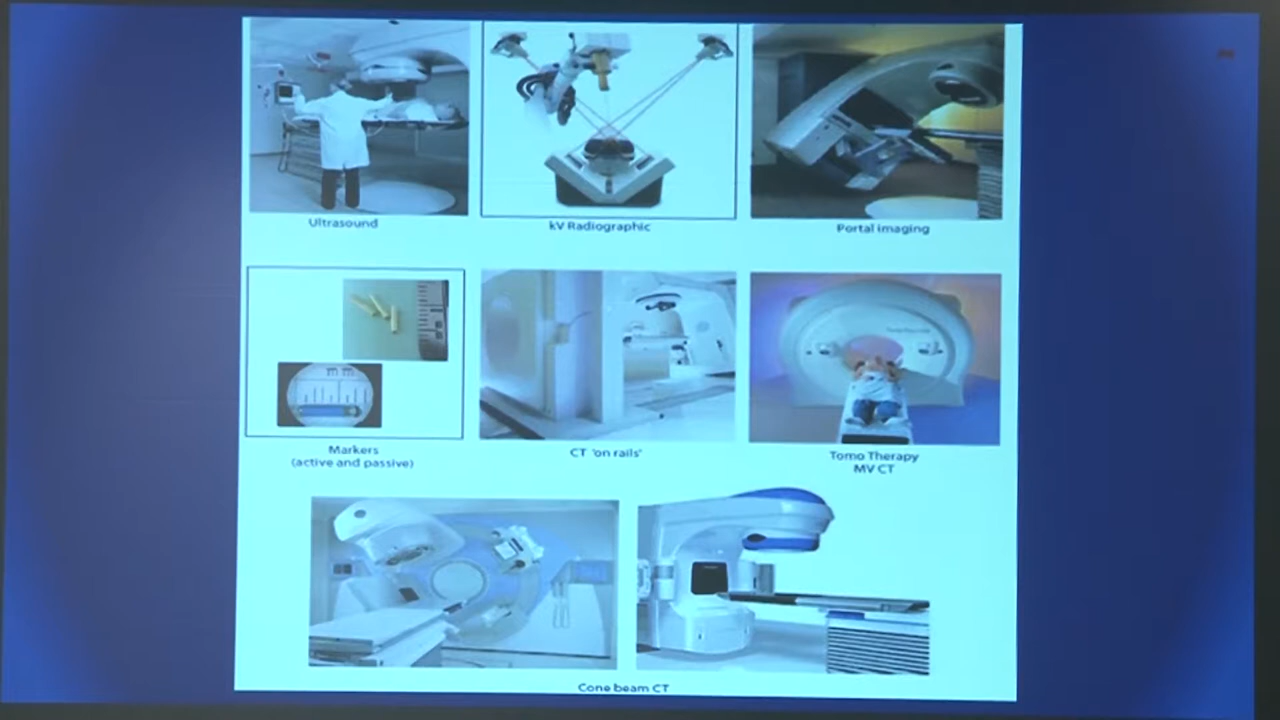 Ultrasound
kV Radiographic
Portal imaging
mm
Markers
(active and passive)
CT 'on rails'
Tomo Therapy
MV CT
Cone beam CT